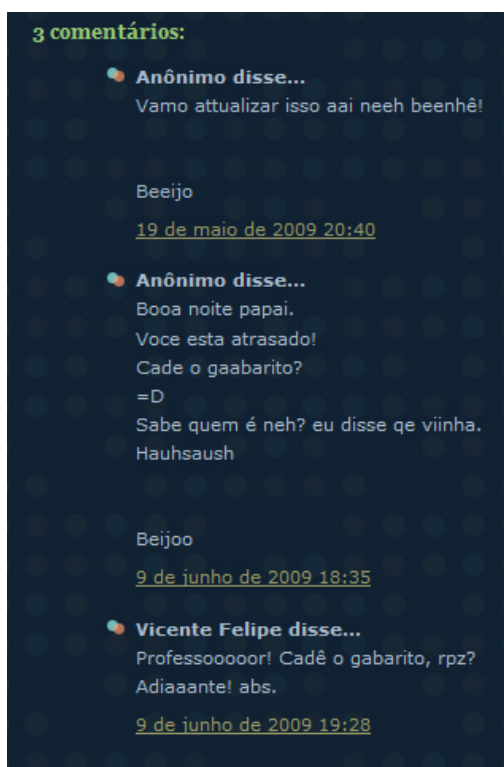 3 comentários:
Anônimo disse...
Vamo attualizar isso aai neeh beenhê!
Beeijo
19 de maio de 2009 20:40
Anônimo disse...
Booa noite papai.
Voce esta atrasado!
Cade o gaabarito?
=D
Sabe quem é neh? eu disse qe viinha.
Hauhsaush
Beijoo
9 de junho de 2009 18:35
Vicente Felipe disse...
Professooooor! Cadê o gabarito, rpz?
Adiaaante! abs.
9 de junho de 2009 19:28